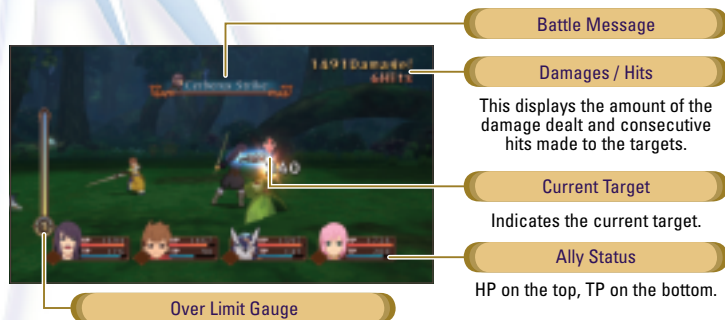 Battle Message
1491Damage!
6Hits
Damages / Hits
This displays the amount of the
damage dealt and consecutive
hits made to the targets.
40
Current Target
Indicates the current target.
Ally Status
HP on the top, TP on the bottom.
Over Limit Gauge